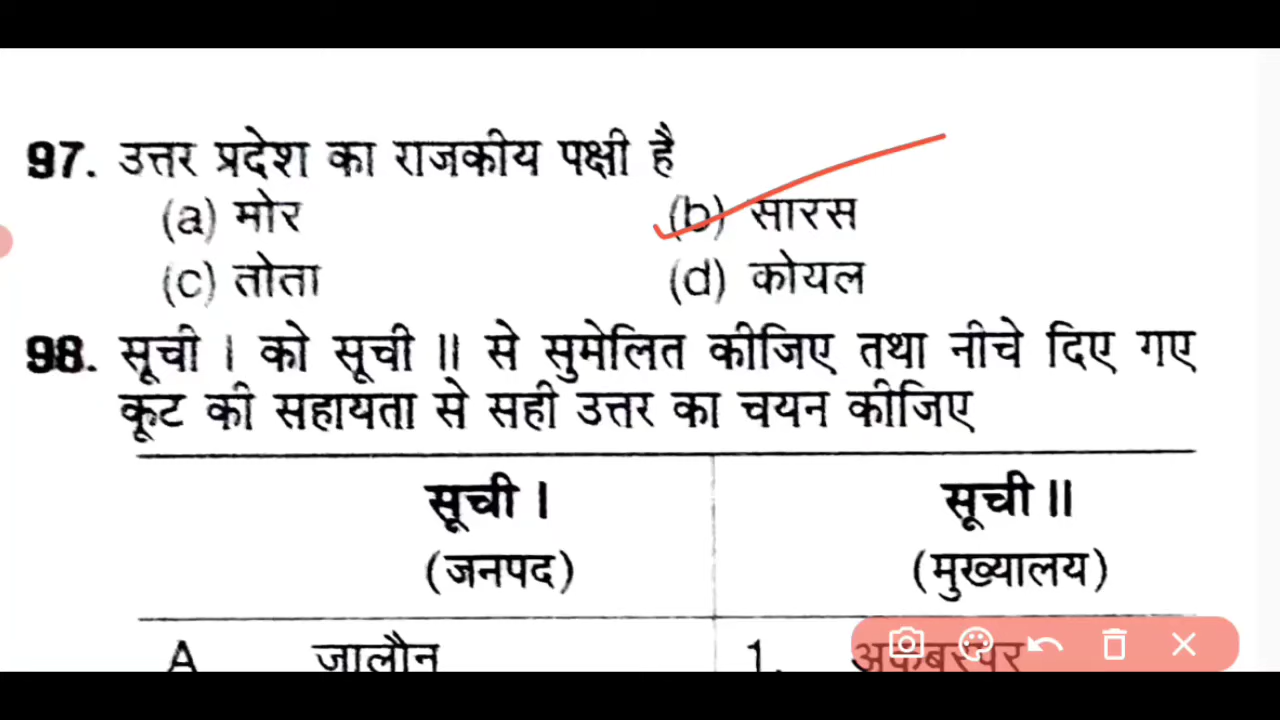 97. उत्तर प्रदेश का राजकीय पक्षी है
(a) मोर (b) सारस
(c) तोता (d) कोयल
98. सूची I को सूची II से सुमेलित कीजिए तथा नीचे दिए गए
कूट की सहायता से सही उत्तर का चयन कीजिए
सूची I सूची II
(जनपद) (मुख्यालय)
A जालौन 1. अकबरपुर